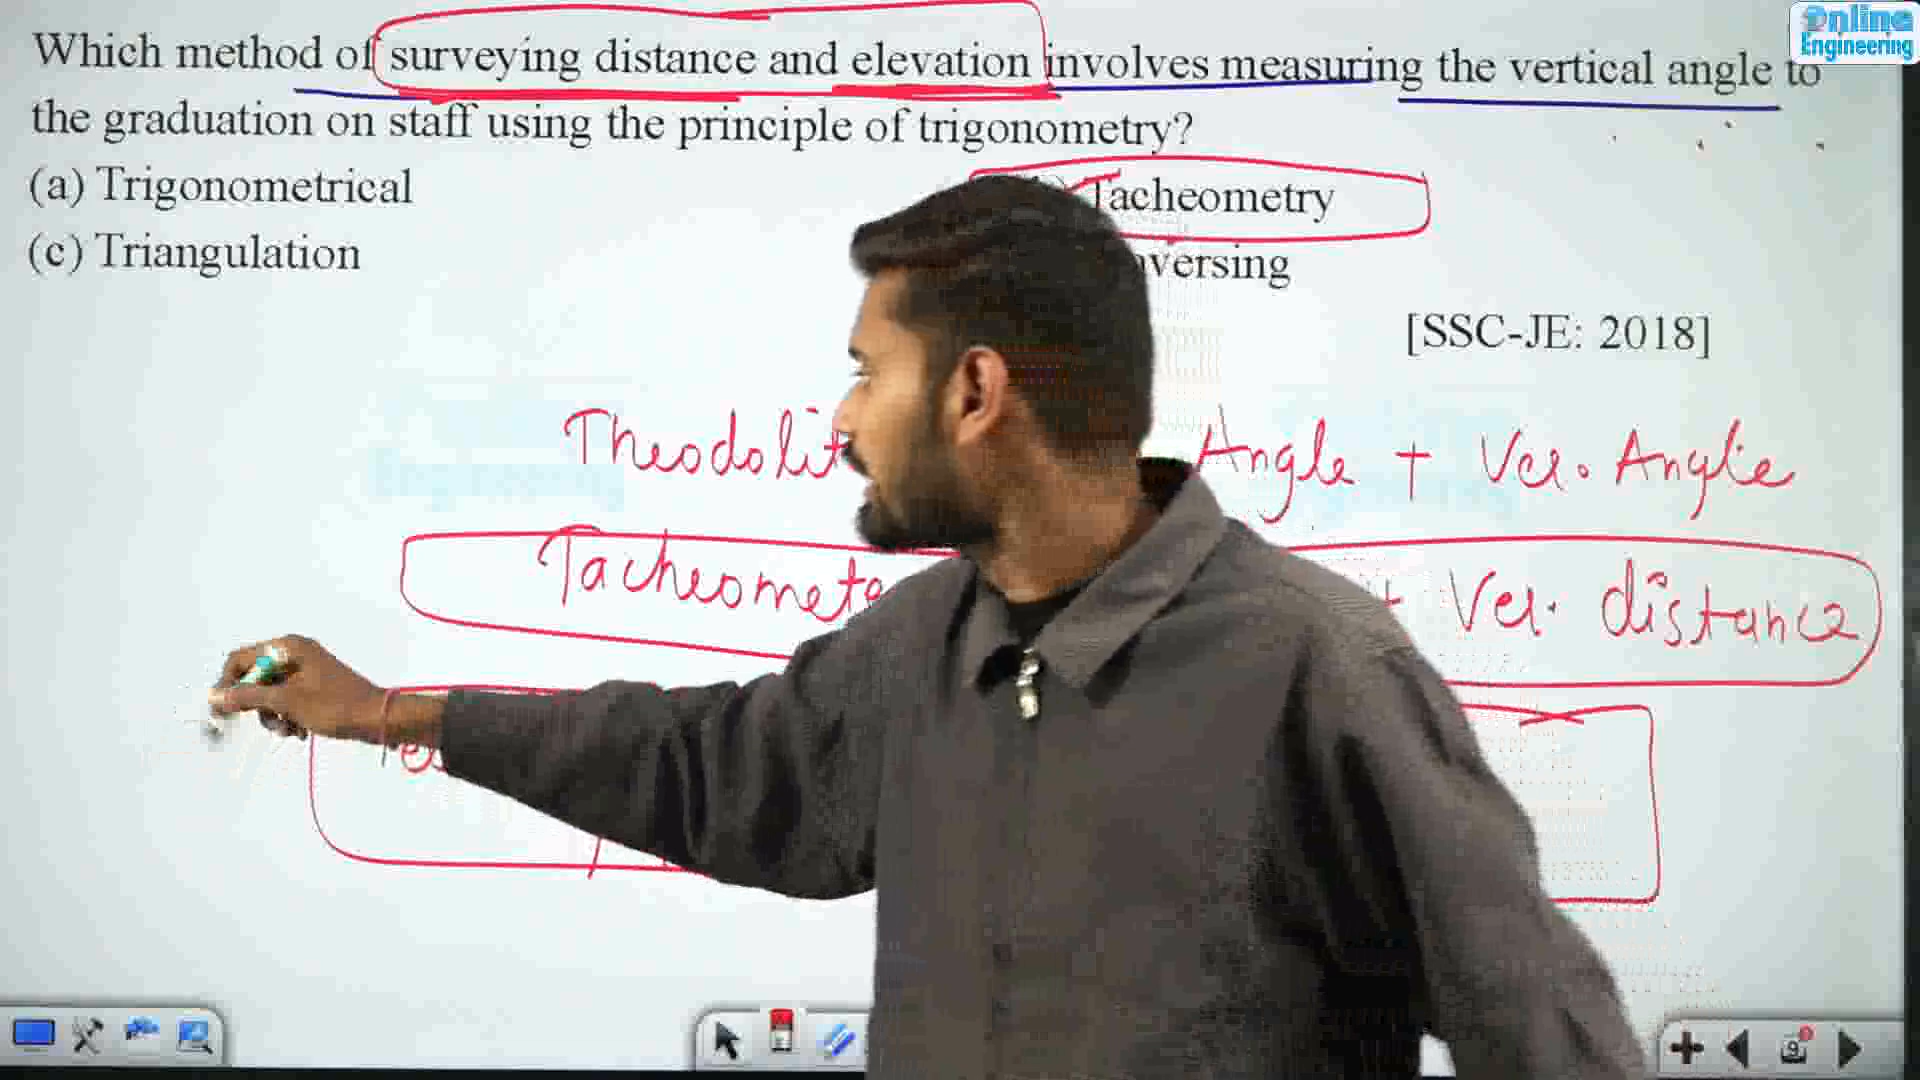 Online
Engineering
Which method of surveying distance and elevation involves measuring the vertical angle to
the graduation on staff using the principle of trigonometry?
(a) Trigonometrical
Tacheometry
(c) Triangulation
versing
[SSC-JE: 2018]
Theodolit Angle + Ver. Angle
Tacheomete + Ver. distance